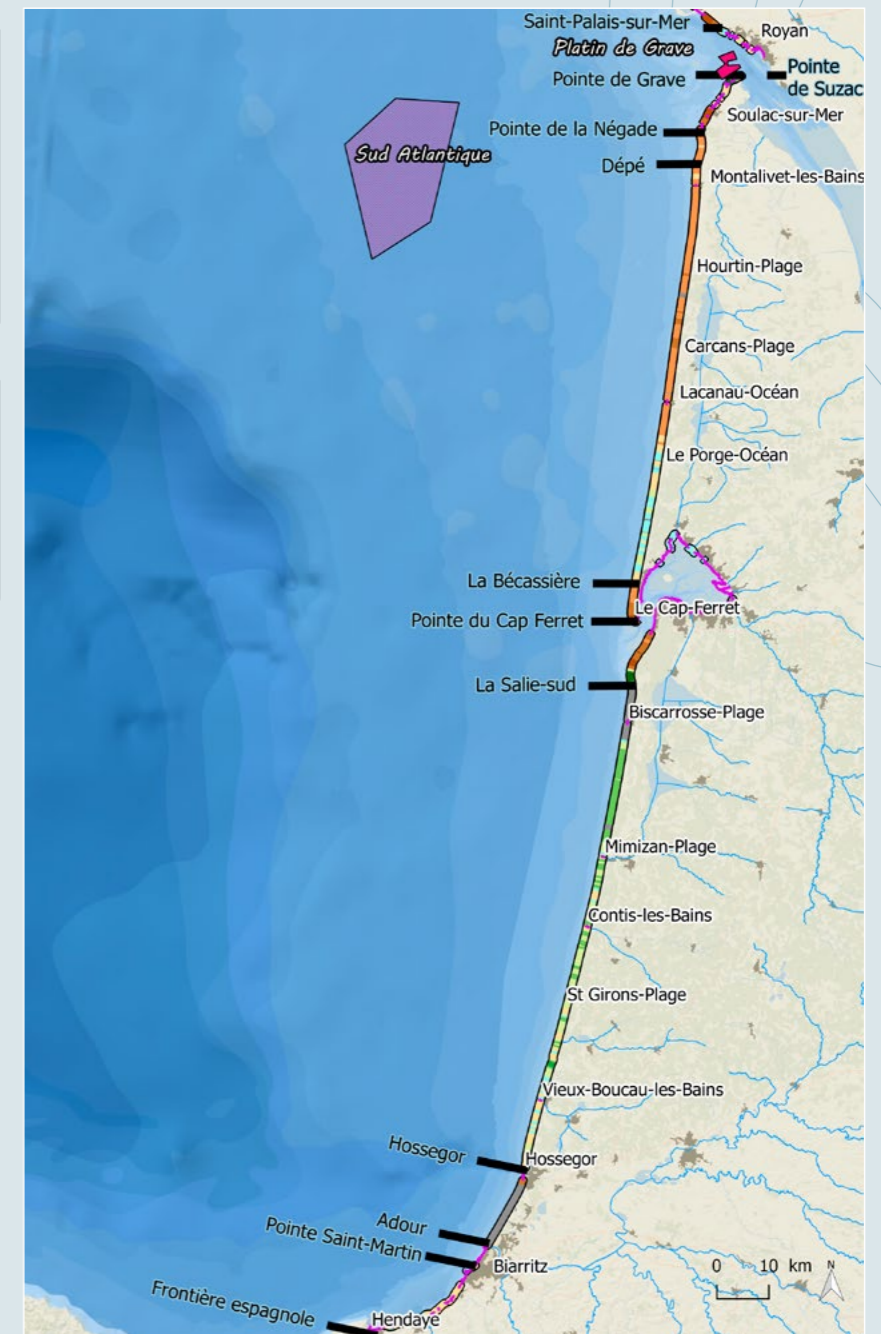 Saint-Palais-sur-Mer
Royan
Platin de Grave
Pointe de Grave
Pointe
de Suzac
Soulac-sur-Mer
Pointe de la Négade
Sud Atlantique
Dépé
Montalivet-les-Bains
Hourtin-Plage
Carcans-Plage
Lacanau-Océan
Le Porge-Océan
La Bécassière
Le Cap-Ferret
Pointe du Cap Ferret
La Salie-sud
Biscarrosse-Plage
Mimizan-Plage
Contis-les-Bains
St Girons-Plage
Vieux-Boucau-les-Bains
Hossegor
Hossegor
Adour
Pointe Saint-Martin
Biarritz
0 10 km
N
Frontière espagnole
Hendaye